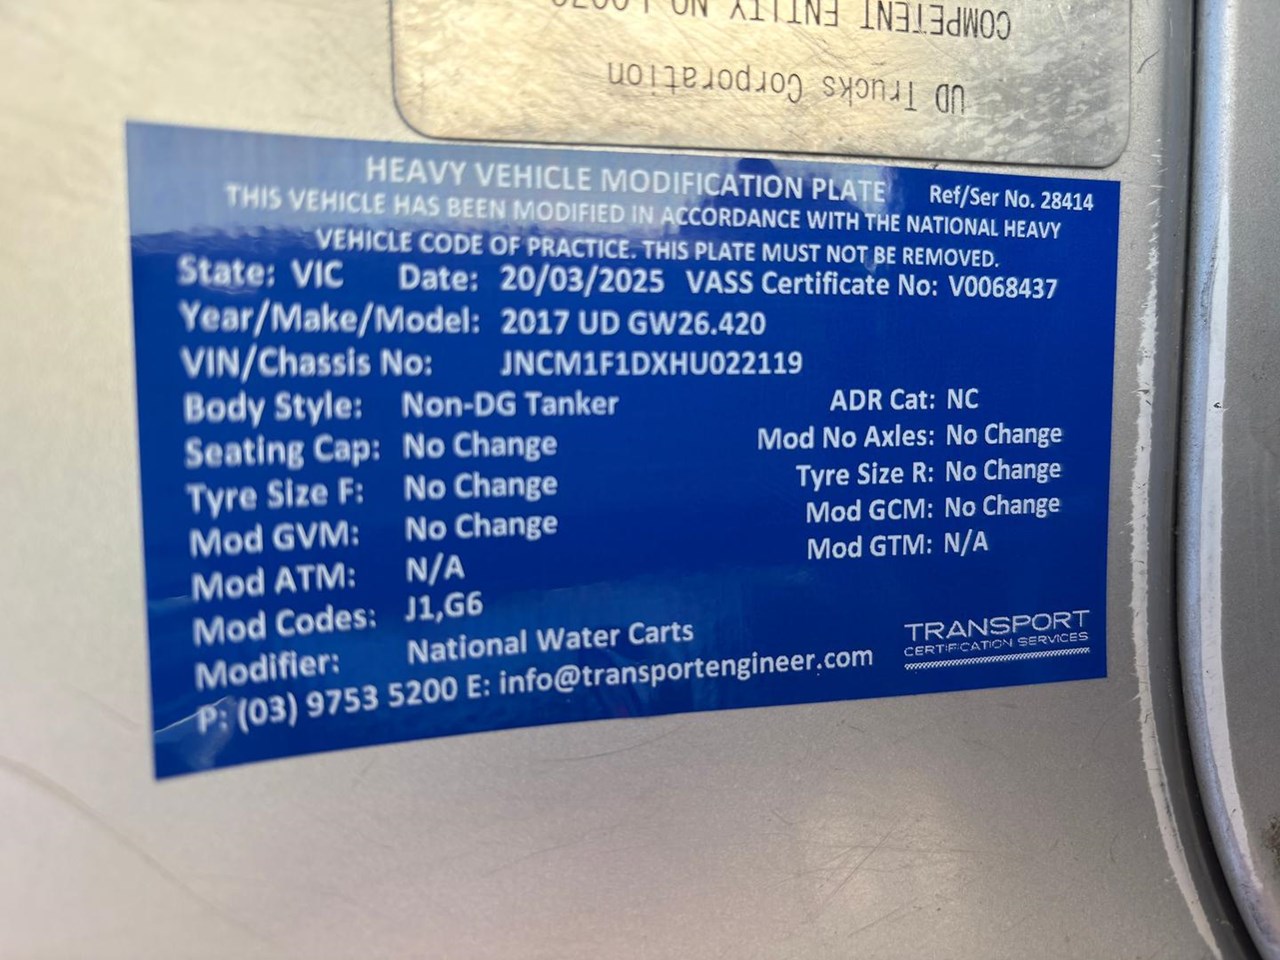 COMPETENT ENTITY NO
UD Trucks Corporation
HEAVY VEHICLE MODIFICATION PLATE Ref/Ser No. 28414
THIS VEHICLE HAS BEEN MODIFIED IN ACCORDANCE WITH THE NATIONAL HEAVY
VEHICLE CODE OF PRACTICE. THIS PLATE MUST NOT BE REMOVED.
State: VIC Date: 20/03/2025 VASS Certificate No: V0068437
Year/Make/Model: 2017 UD GW26.420
VIN/Chassis No: JNCM1F1DXHU022119
Body Style: Non-DG Tanker ADR Cat: NC
Seating Cap: No Change Mod No Axles: No Change
Tyre Size F: No Change Tyre Size R: No Change
Mod GVM: No Change Mod GCM: No Change
Mod ATM: N/A Mod GTM: N/A
Mod Codes: J1,G6
Modifier: National Water Carts
P: (03) 9753 5200 E: info@transportengineer.com
TRANSPORT
CERTIFICATION SERVICES